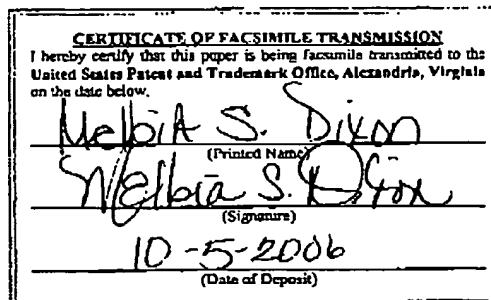 CERTIFICATE OF FACSIMILE TRANSMISSION
I hereby certify that this paper is being facsimile transmitted to the
United States Patent and Trademark Office, Alexandria, Virginia
on the date below.
Melbia S. Dixon
(Printed Name)
Melbia S. Dixon
(Signature)
10-5-2006
(Date of Deposit)